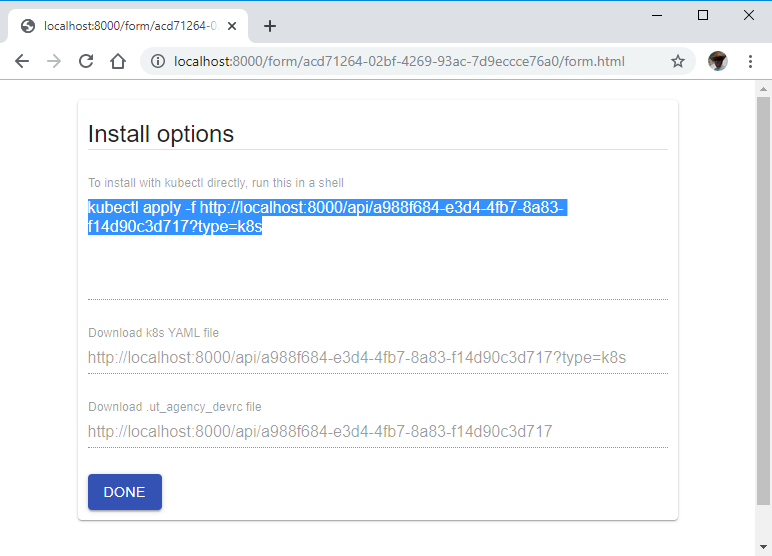 localhost:8000/form/acd71264-0
localhost:8000/form/acd71264-02bf-4269-93ac-7d9eccce76a0/form.html
Install options
To install with kubectl directly, run this in a shell
kubectl apply -f http://localhost:8000/api/a988f684-e3d4-4fb7-8a83-
f14d90c3d717?type=k8s
Download k8s YAML file
http://localhost:8000/api/a988f684-e3d4-4fb7-8a83-f14d90c3d717?type=k8s
Download .ut_agency_devrc file
http://localhost:8000/api/a988f684-e3d4-4fb7-8a83-f14d90c3d717
DONE